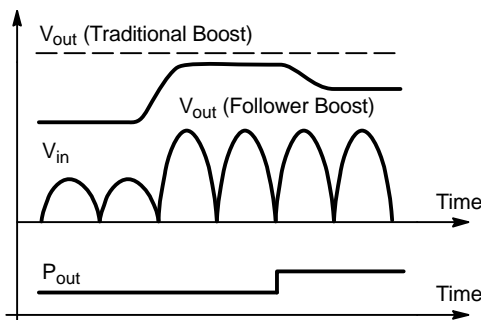 Vout (Traditional Boost)
Vout (Follower Boost)
Vin
Time
Pout
Time